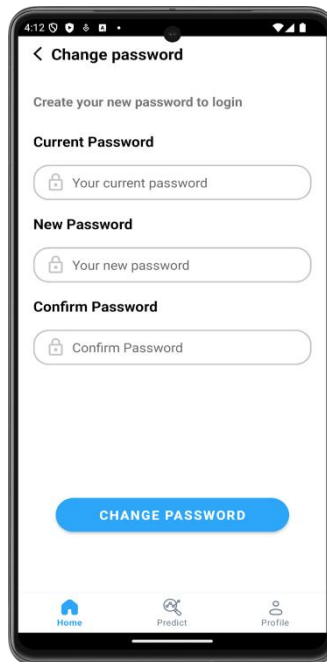 4:12
Change password
Create your new password to login
Current Password
Your current password
New Password
Your new password
Confirm Password
Confirm Password
CHANGE PASSWORD
Home Predict Profile